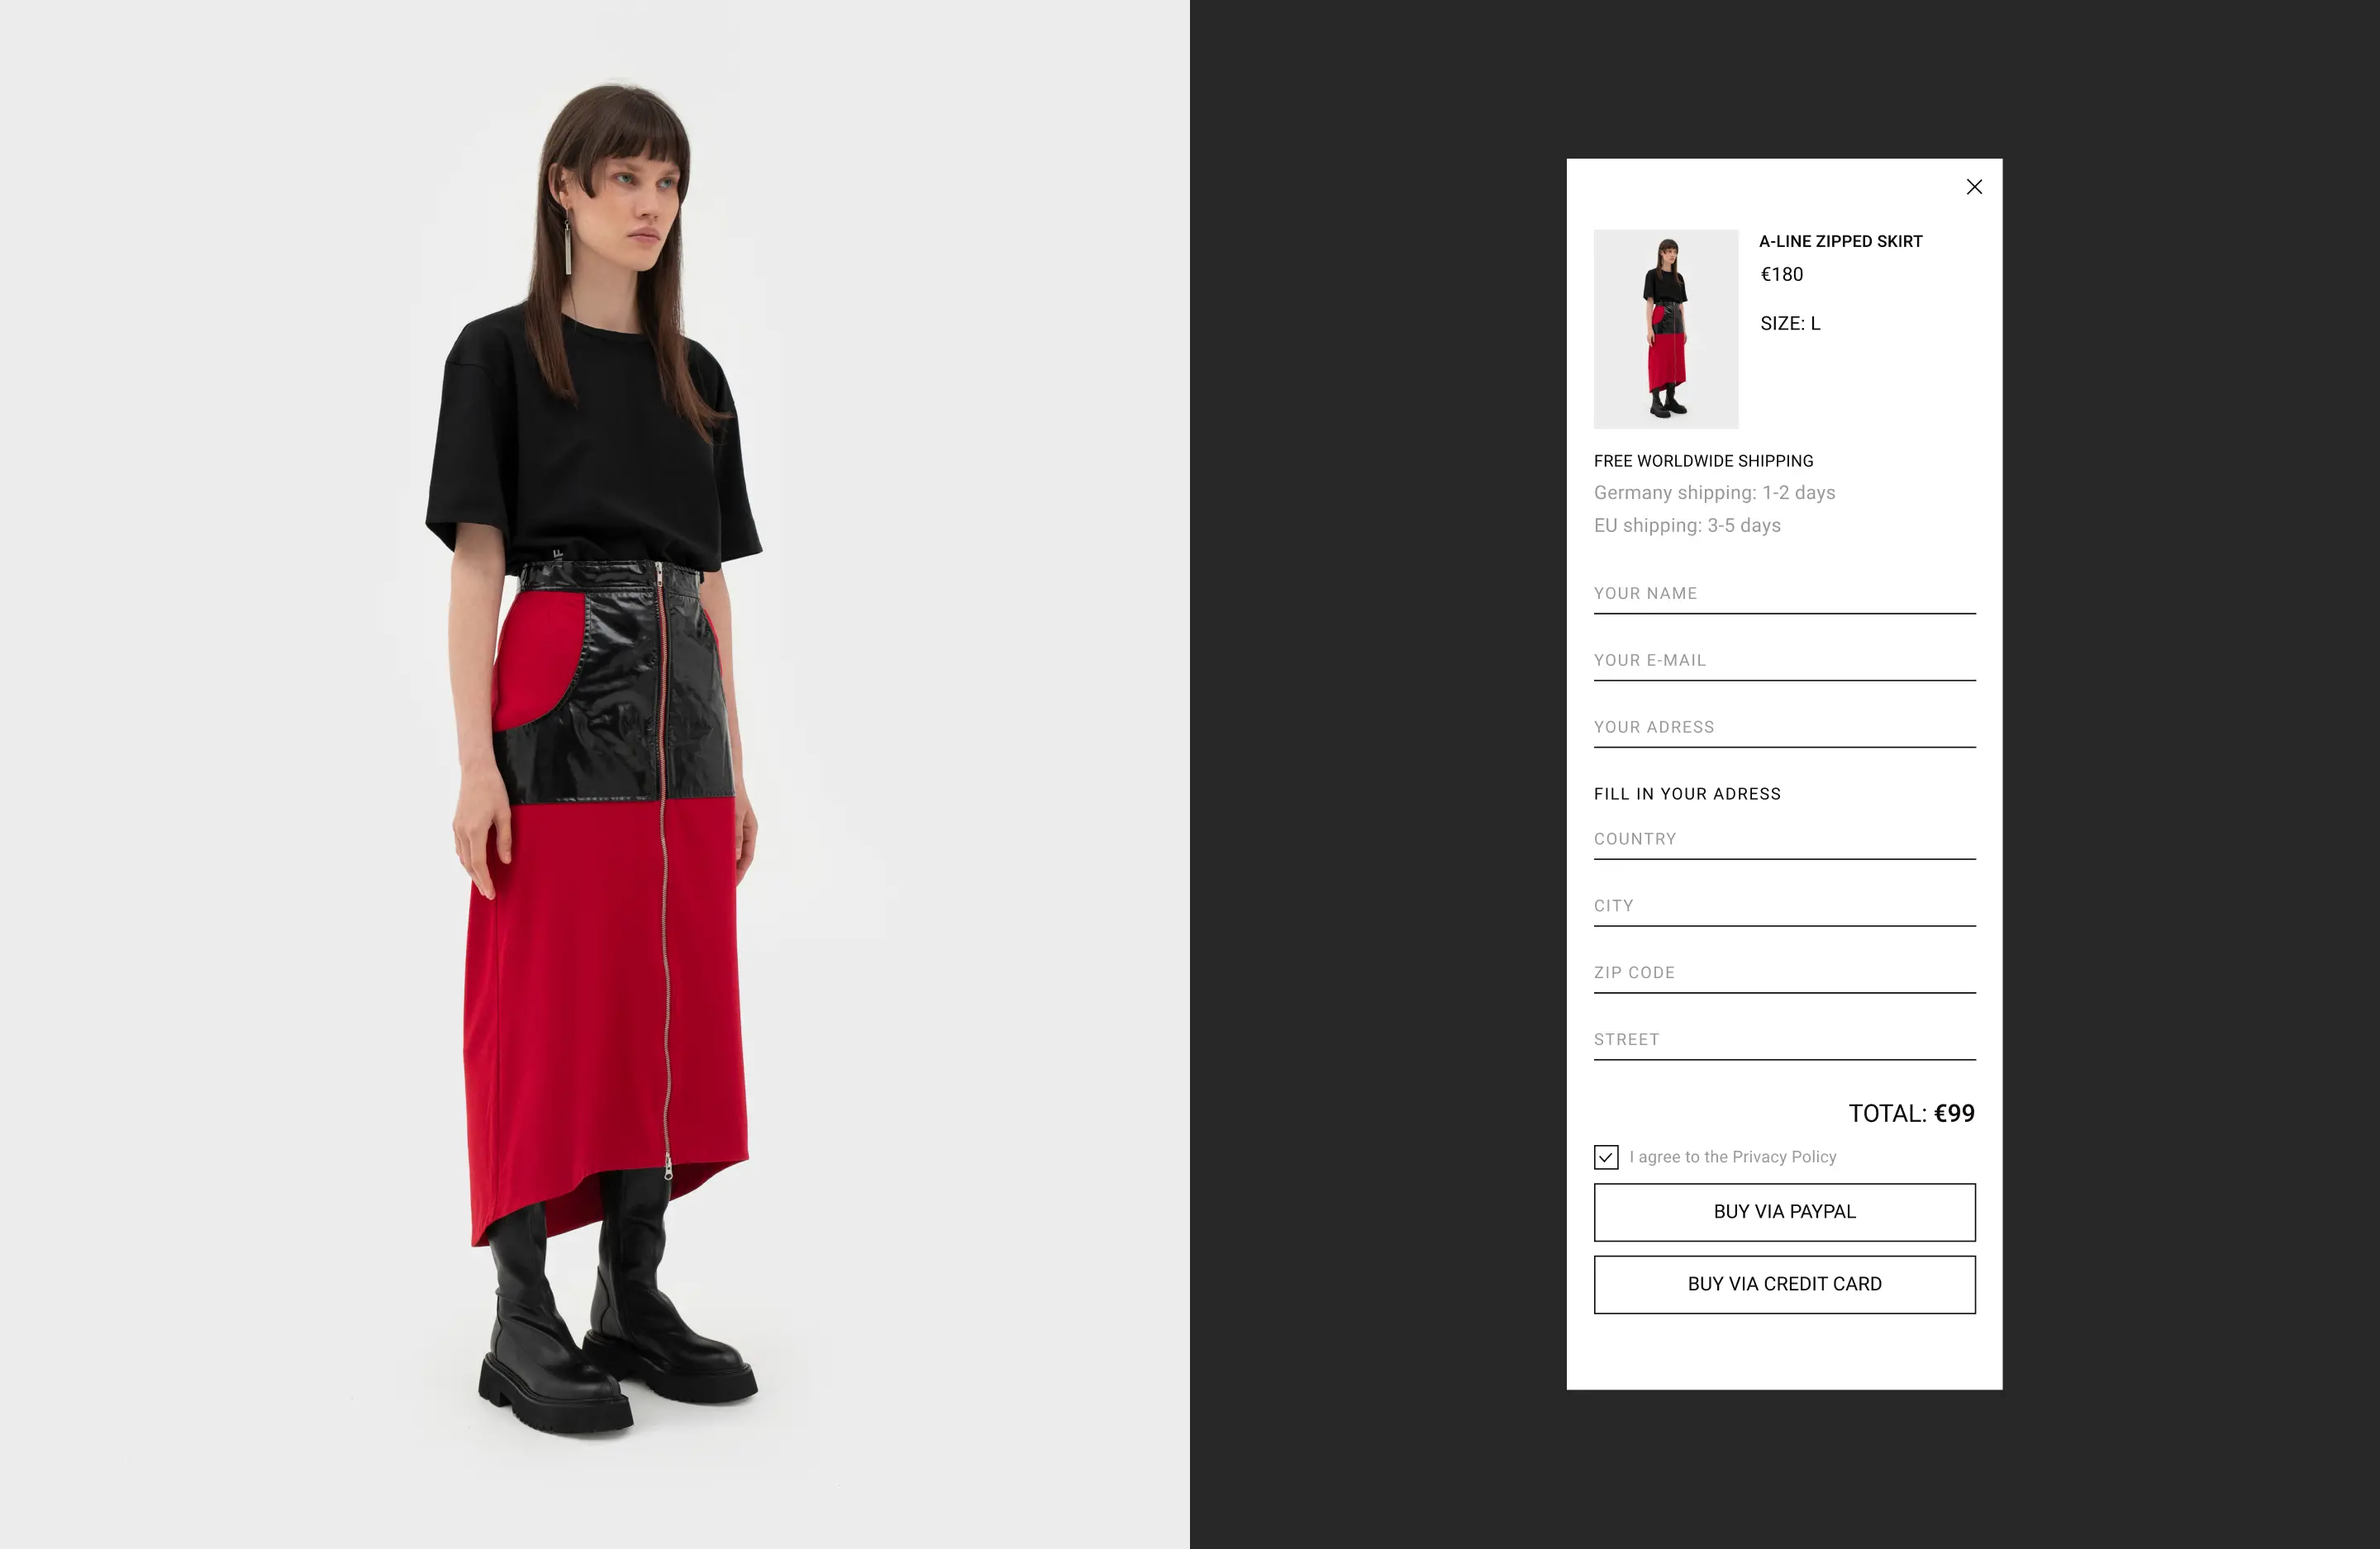 A-LINE ZIPPED SKIRT
€180
SIZE: L
FREE WORLDWIDE SHIPPING
Germany shipping: 1-2 days
EU shipping: 3-5 days
YOUR NAME
YOUR E-MAIL
YOUR ADRESS
FILL IN YOUR ADRESS
COUNTRY
CITY
ZIP CODE
STREET
TOTAL: €99
I agree to the Privacy Policy
BUY VIA PAYPAL
BUY VIA CREDIT CARD